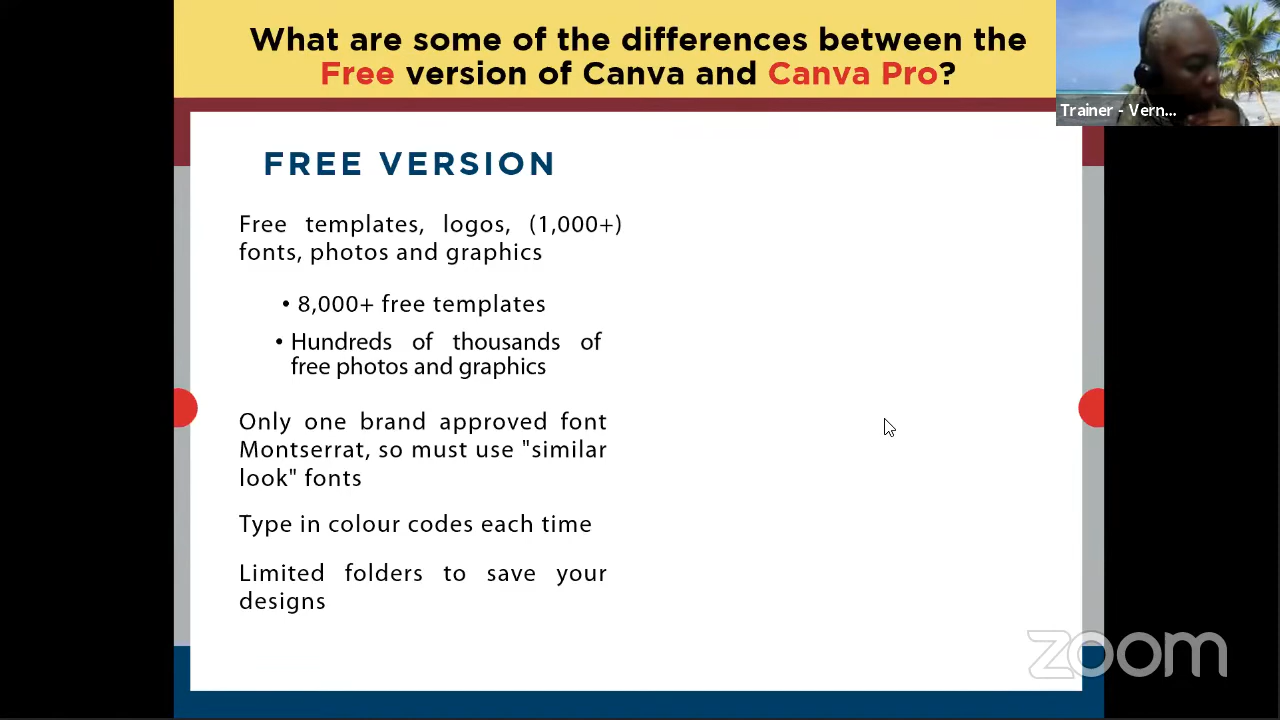 What are some of the differences between the
Free version of Canva and Canva Pro?
Trainer - Vern...
FREE VERSION
Free templates, logos, (1,000+)
fonts, photos and graphics
• 8,000+ free templates
• Hundreds of thousands of
free photos and graphics
Only one brand approved font
Montserrat, so must use "similar
look" fonts
Type in colour codes each time
Limited folders to save your
designs
zoom